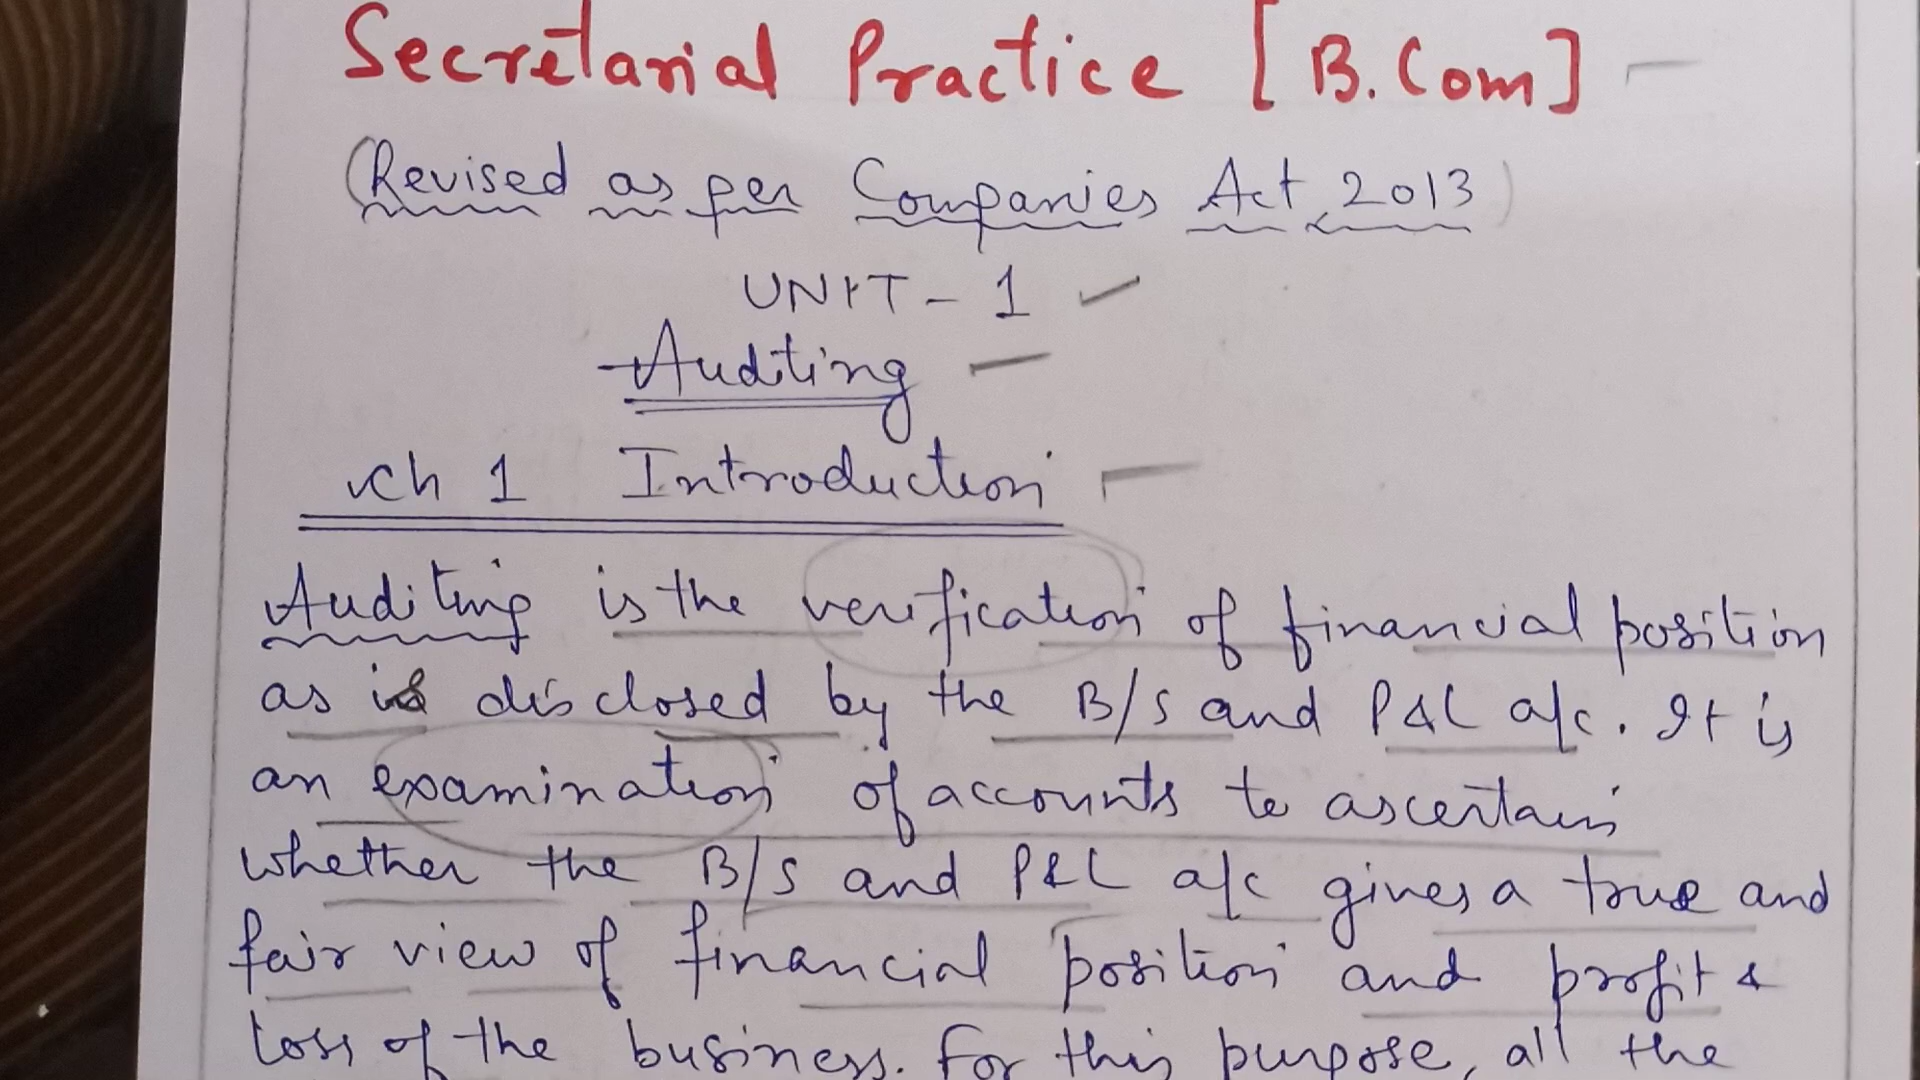 Secretarial Practice [B.Com]
(Revised as per Companies Act, 2013)
UNIT - 1
Auditing
Ch 1 Introduction
Auditing is the verification of financial position
as is disclosed by the B/S and P&L a/c. It is
an examination of accounts to ascertain
whether the B/S and P&L a/c gives a true and
fair view of financial position and profit &
loss of the business. For this purpose, all the